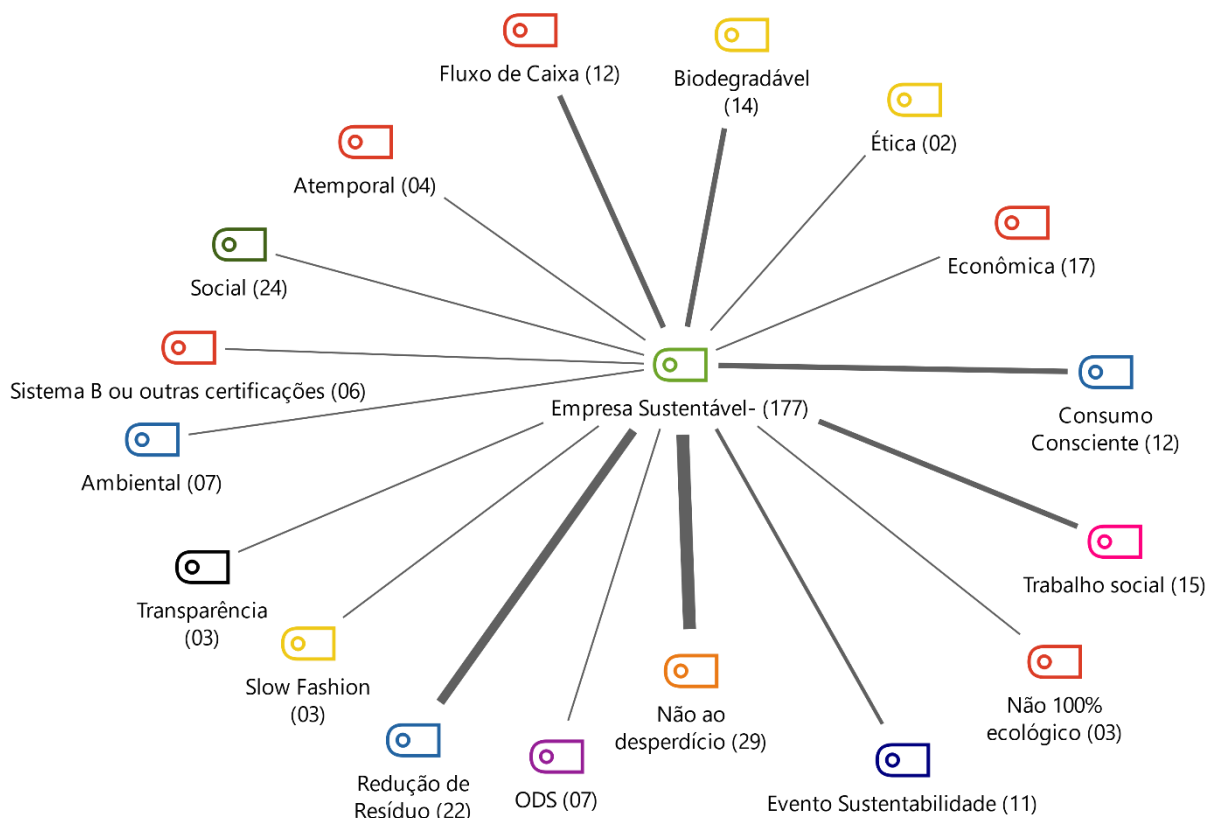 Fluxo de Caixa (12)
Biodegradável
(14)
Ética (02)
Atemporal (04)
Econômica (17)
Social (24)
Sistema B ou outras certificações (06)
Empresa Sustentável- (177)
Consumo
Consciente (12)
Ambiental (07)
Trabalho social (15)
Transparência
(03)
Slow Fashion
(03)
Não ao
desperdício (29)
Não 100%
ecológico (03)
Redução de
Resíduo (22)
ODS (07)
Evento Sustentabilidade (11)